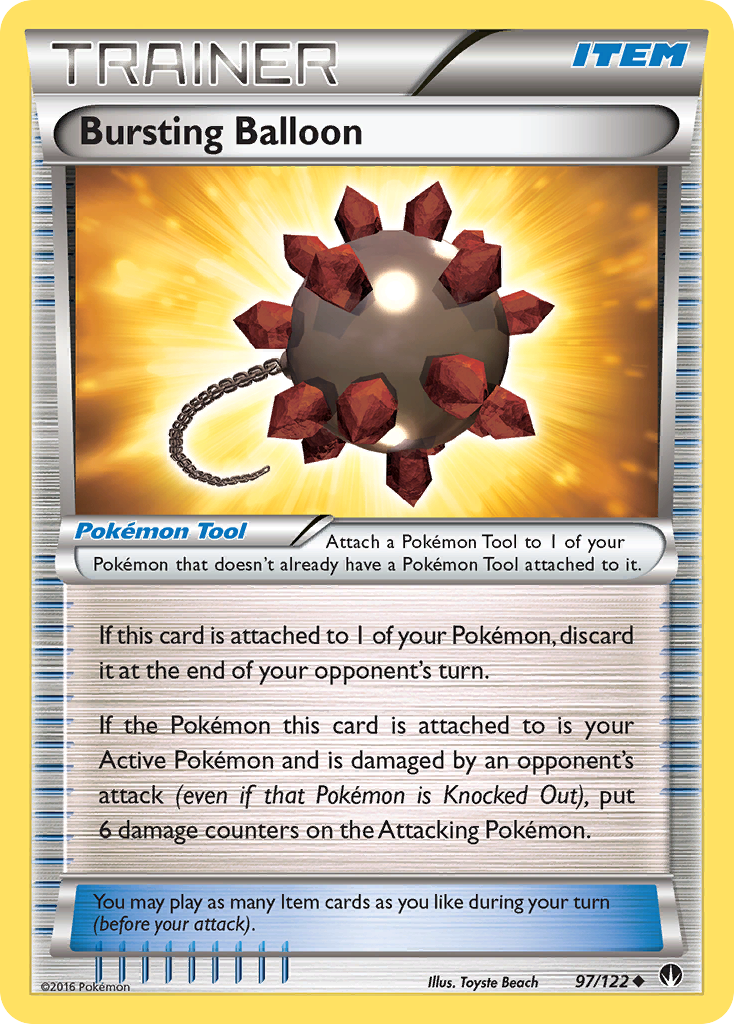 TRAINER
ITEM
Bursting Balloon
Pokémon Tool
Attach a Pokémon Tool to 1 of your
Pokémon that doesn't already have a Pokémon Tool attached to it.
If this card is attached to 1 of your Pokémon, discard
it at the end of your opponent's turn.
If the Pokémon this card is attached to is your
Active Pokémon and is damaged by an opponent's
attack (even if that Pokémon is Knocked Out), put
6 damage counters on the Attacking Pokémon.
You may play as many Item cards as you like during your turn
(before your attack).
©2016 Pokémon
Illus. Toyste Beach
97/122